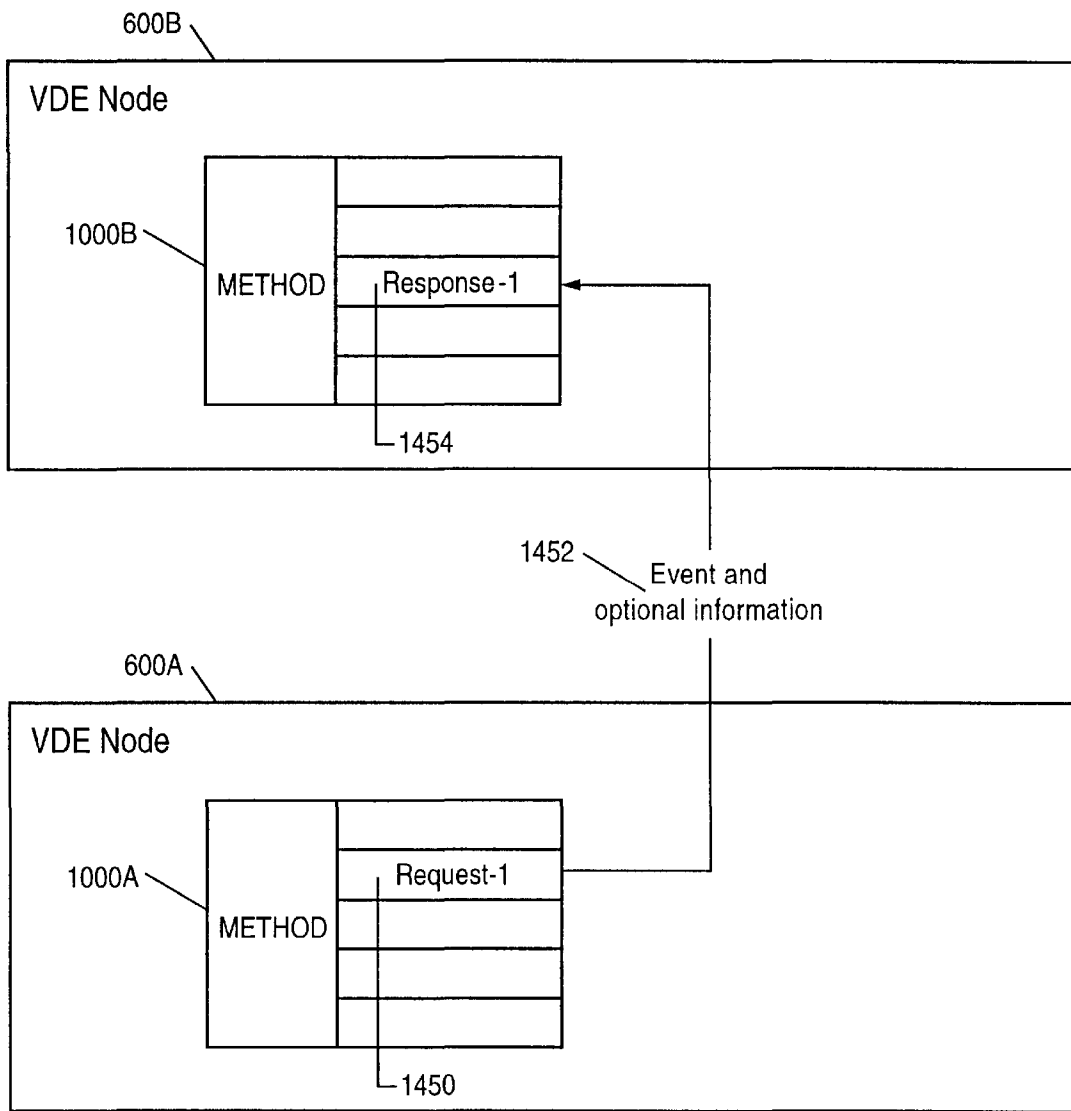 600B
VDE Node
1000B
METHOD
Response-1
1454
1452
Event and
optional information
600A
VDE Node
1000A
METHOD
Request-1
1450